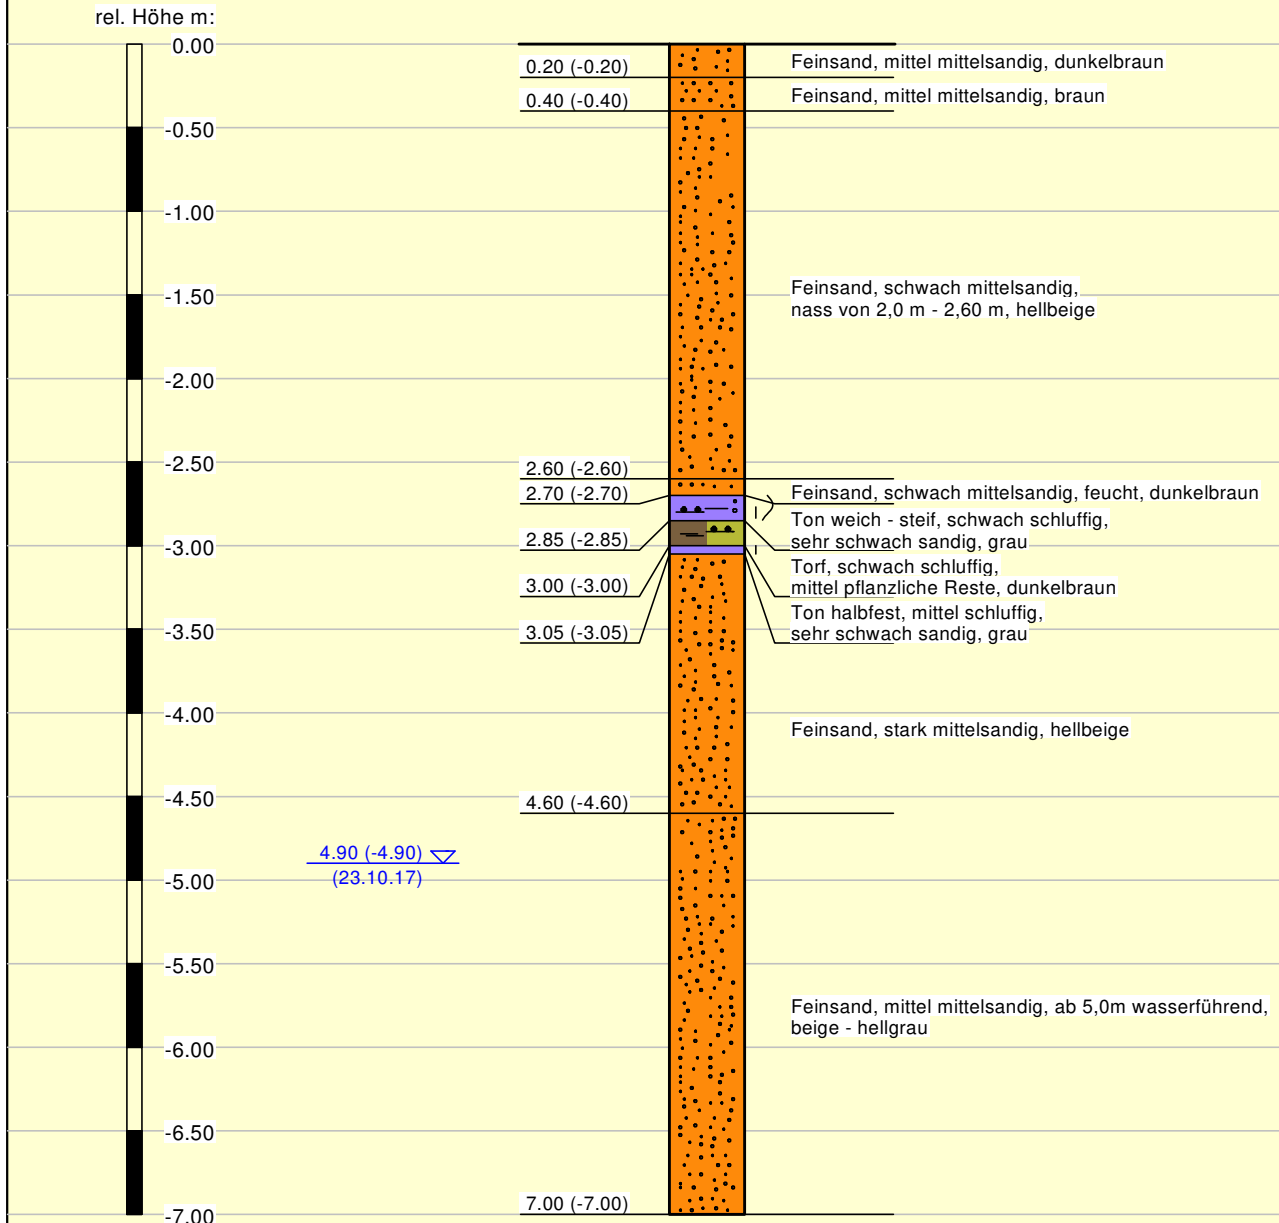 rel. Höhe m:
0.00
0.20 (-0.20)
Feinsand, mittel mittelsandig, dunkelbraun
0.40 (-0.40)
Feinsand, mittel mittelsandig, braun
-0.50
-1.00
-1.50
Feinsand, schwach mittelsandig,
nass von 2,0 m - 2,60 m, hellbeige
-2.00
-2.50
2.60 (-2.60)
2.70 (-2.70)
Feinsand, schwach mittelsandig, feucht, dunkelbraun
Ton weich - steif, schwach schluffig,
sehr schwach sandig, grau
2.85 (-2.85)
-3.00
Torf, schwach schluffig,
mittel pflanzliche Reste, dunkelbraun
3.00 (-3.00)
Ton halbfest, mittel schluffig,
sehr schwach sandig, grau
3.05 (-3.05)
-3.50
-4.00
Feinsand, stark mittelsandig, hellbeige
-4.50
4.60 (-4.60)
4.90 (-4.90)
(23.10.17)
-5.00
-5.50
Feinsand, mittel mittelsandig, ab 5,0m wasserführend,
beige - hellgrau
-6.00
-6.50
7.00 (-7.00)
-7.00